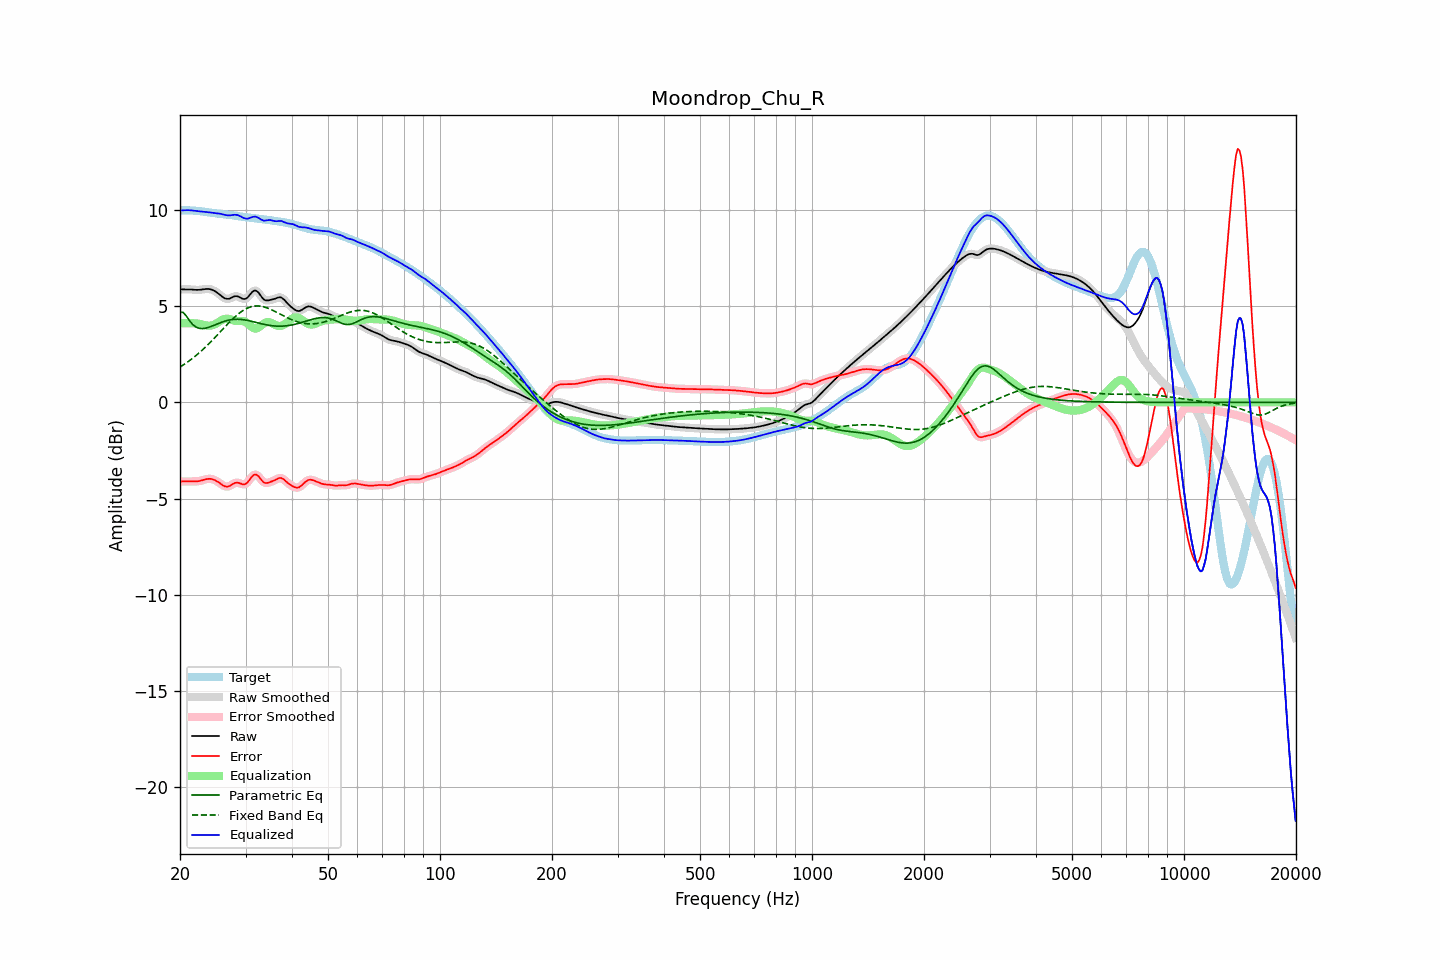 Moondrop_Chu_R
Amplitude (dBr)
10
5
0
−5
−10
−15
−20
Target
Raw Smoothed
Error Smoothed
Raw
Error
Equalization
Parametric Eq
Fixed Band Eq
Equalized
20 50 100 200 500 1000 2000 5000 10000 20000
Frequency (Hz)